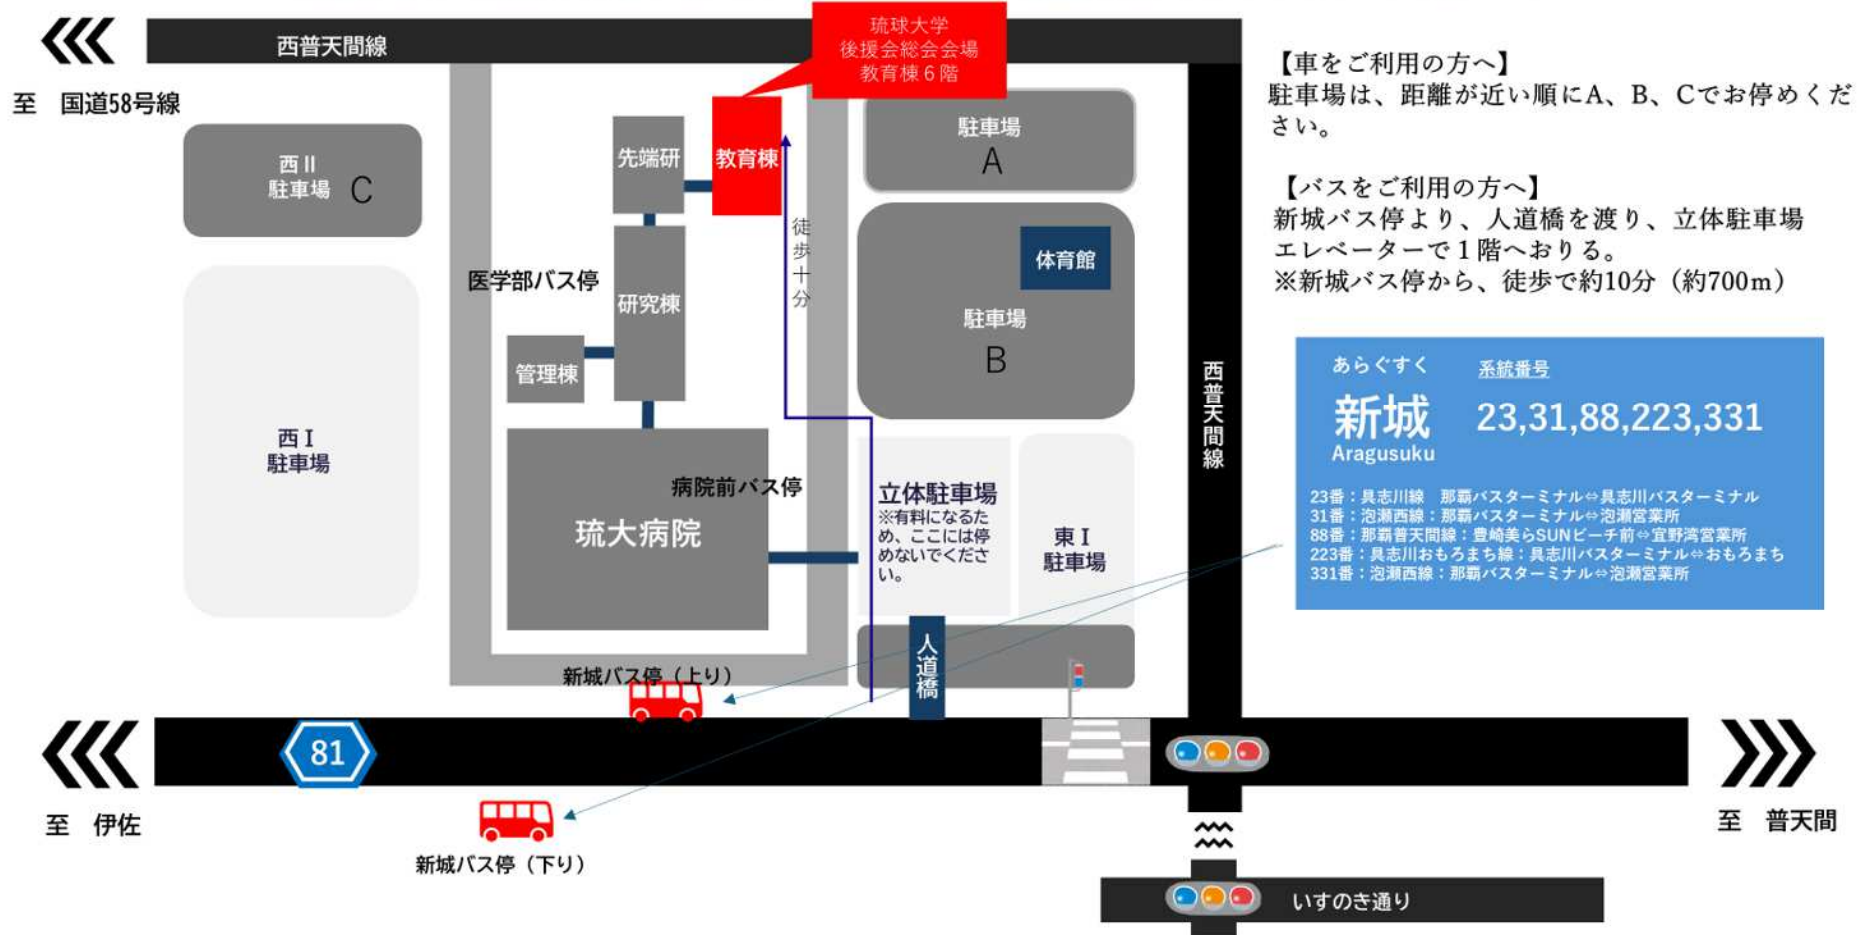 西普天間線
至　国道58号線
琉球大学
後援会総会会場
教育棟６階
西Ⅱ
駐車場 C
先端研
教育棟
駐車場
A
徒歩十分
体育館
医学部バス停
研究棟
駐車場
B
管理棟
西Ⅰ
駐車場
病院前バス停
琉大病院
立体駐車場
※有料になるた
め、ここには停
めないでくださ
い。
東Ⅰ
駐車場
西普天間線
人道橋
新城バス停（上り）
81
至　伊佐
新城バス停（下り）
至　普天間
いすのき通り
【車をご利用の方へ】
駐車場は、距離が近い順にA、B、Cでお停めくだ
さい。
【バスをご利用の方へ】
新城バス停より、人道橋を渡り、立体駐車場
エレベーターで１階へおりる。
※新城バス停から、徒歩で約10分（約700ｍ）
あらぐすく 系統番号
新城 23,31,88,223,331
Aragusuku
23番：具志川線　那覇バスターミナル⇔具志川バスターミナル
31番：泡瀬西線：那覇バスターミナル⇔泡瀬営業所
88番：那覇普天間線：豊崎美らSUNビーチ前⇔宜野湾営業所
223番：具志川おもろまち線：具志川バスターミナル⇔おもろまち
331番：泡瀬西線：那覇バスターミナル⇔泡瀬営業所